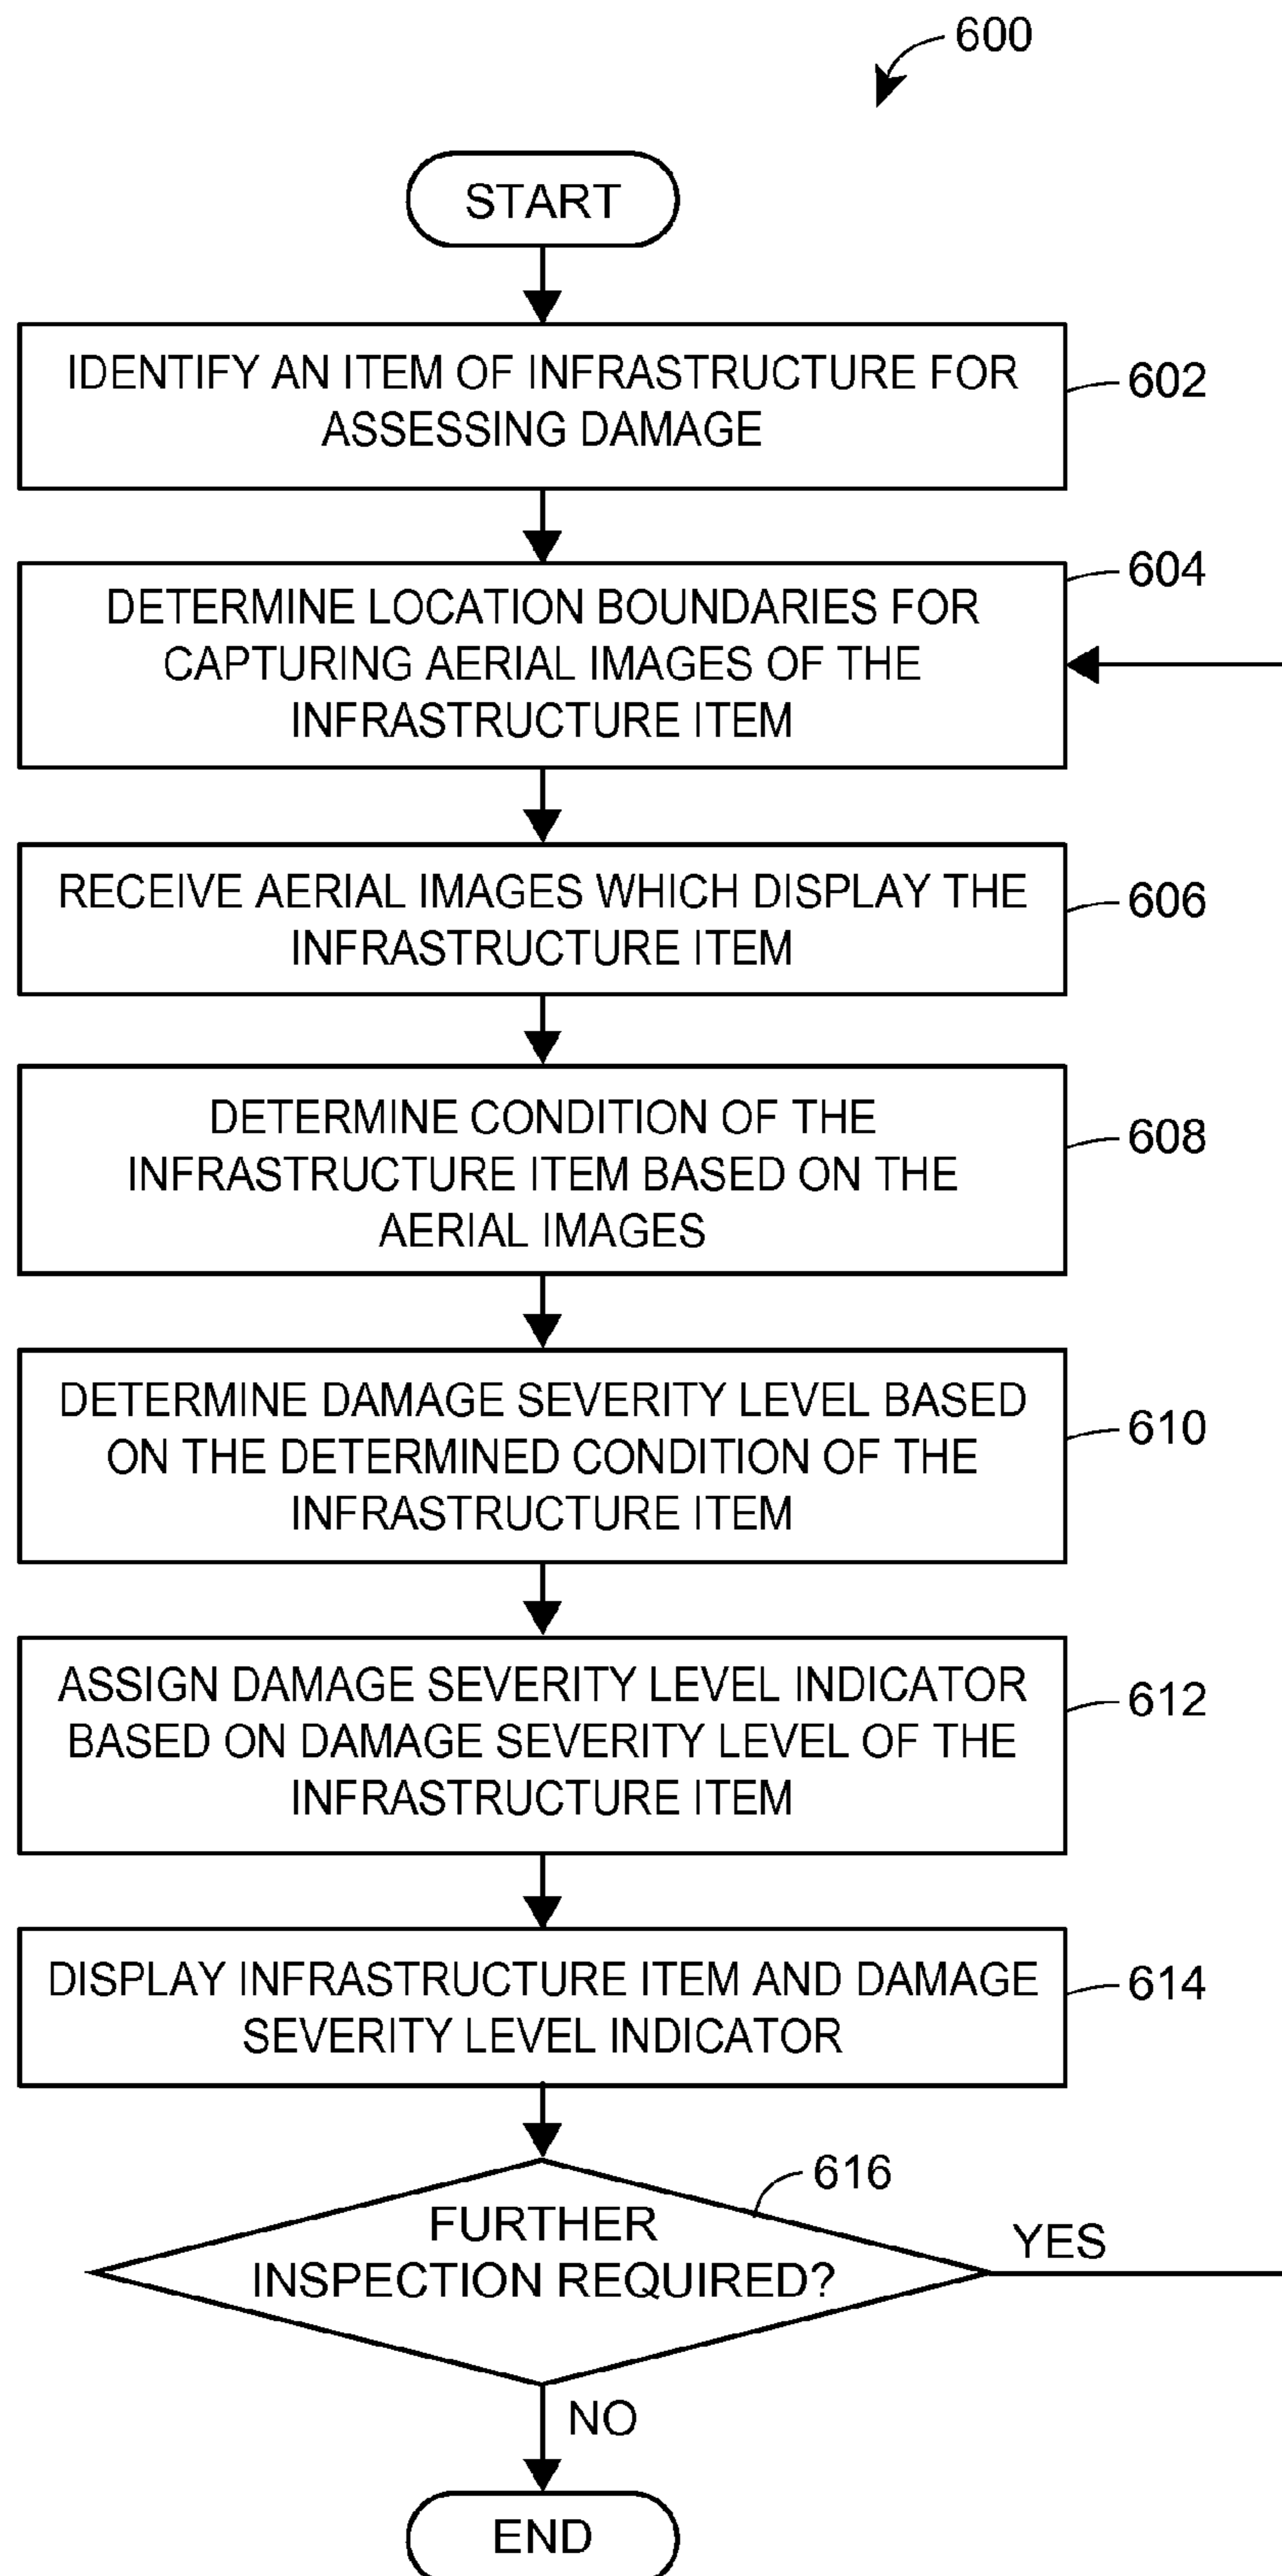 600
START
IDENTIFY AN ITEM OF INFRASTRUCTURE FOR
ASSESSING DAMAGE
602
DETERMINE LOCATION BOUNDARIES FOR
CAPTURING AERIAL IMAGES OF THE
INFRASTRUCTURE ITEM
604
RECEIVE AERIAL IMAGES WHICH DISPLAY THE
INFRASTRUCTURE ITEM
606
DETERMINE CONDITION OF THE
INFRASTRUCTURE ITEM BASED ON THE
AERIAL IMAGES
608
DETERMINE DAMAGE SEVERITY LEVEL BASED
ON THE DETERMINED CONDITION OF THE
INFRASTRUCTURE ITEM
610
ASSIGN DAMAGE SEVERITY LEVEL INDICATOR
BASED ON DAMAGE SEVERITY LEVEL OF THE
INFRASTRUCTURE ITEM
612
DISPLAY INFRASTRUCTURE ITEM AND DAMAGE
SEVERITY LEVEL INDICATOR
614
616
FURTHER
INSPECTION REQUIRED?
YES
NO
END